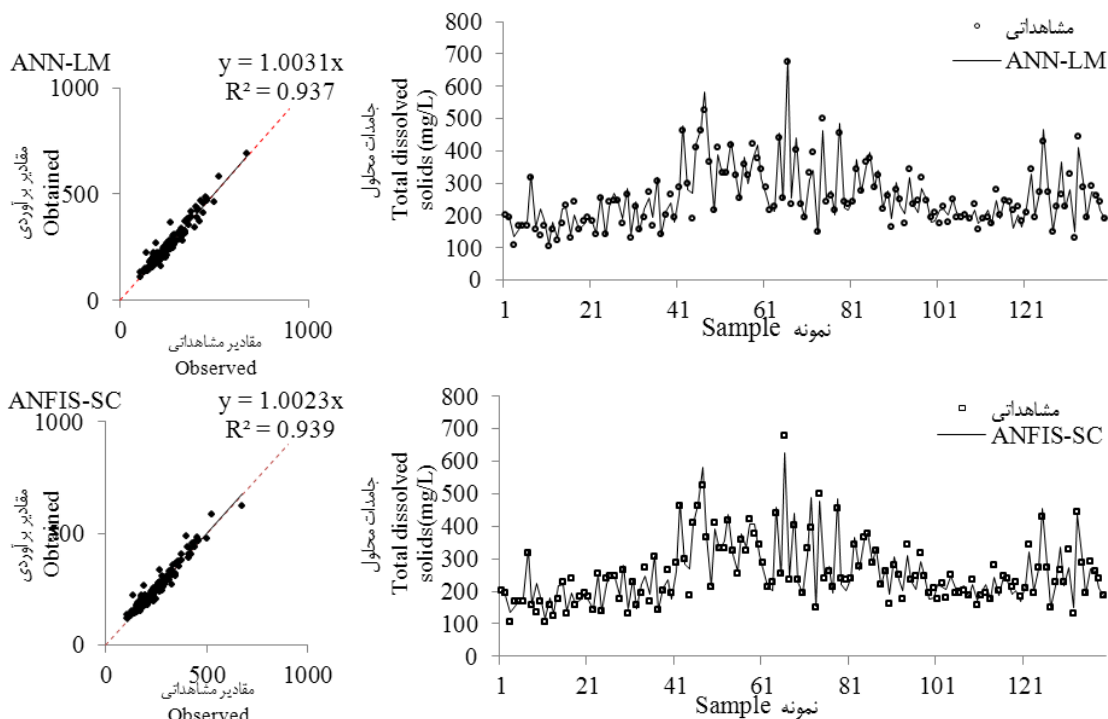 ANN-LM
y = 1.0031x
R² = 0.937
1000
500
0
0
1000
مقادیر برآوردی
Obtained
مقادیر مشاهداتی
Observed
جامدات محلول
Total dissolved
solids (mg/L)
800
700
600
500
400
300
200
100
0
مشاهداتی
ANN-LM
1
21
41
61
81
101
121
Sample نمونه
ANFIS-SC
y = 1.0023x
R² = 0.939
1000
500
0
0
500
1000
مقادیر برآوردی
Obtained
مقادیر مشاهداتی
Observed
جامدات محلول
Total dissolved
solids(mg/L)
800
700
600
500
400
300
200
100
0
مشاهداتی
ANFIS-SC
1
21
41
61
81
101
121
Sample نمونه